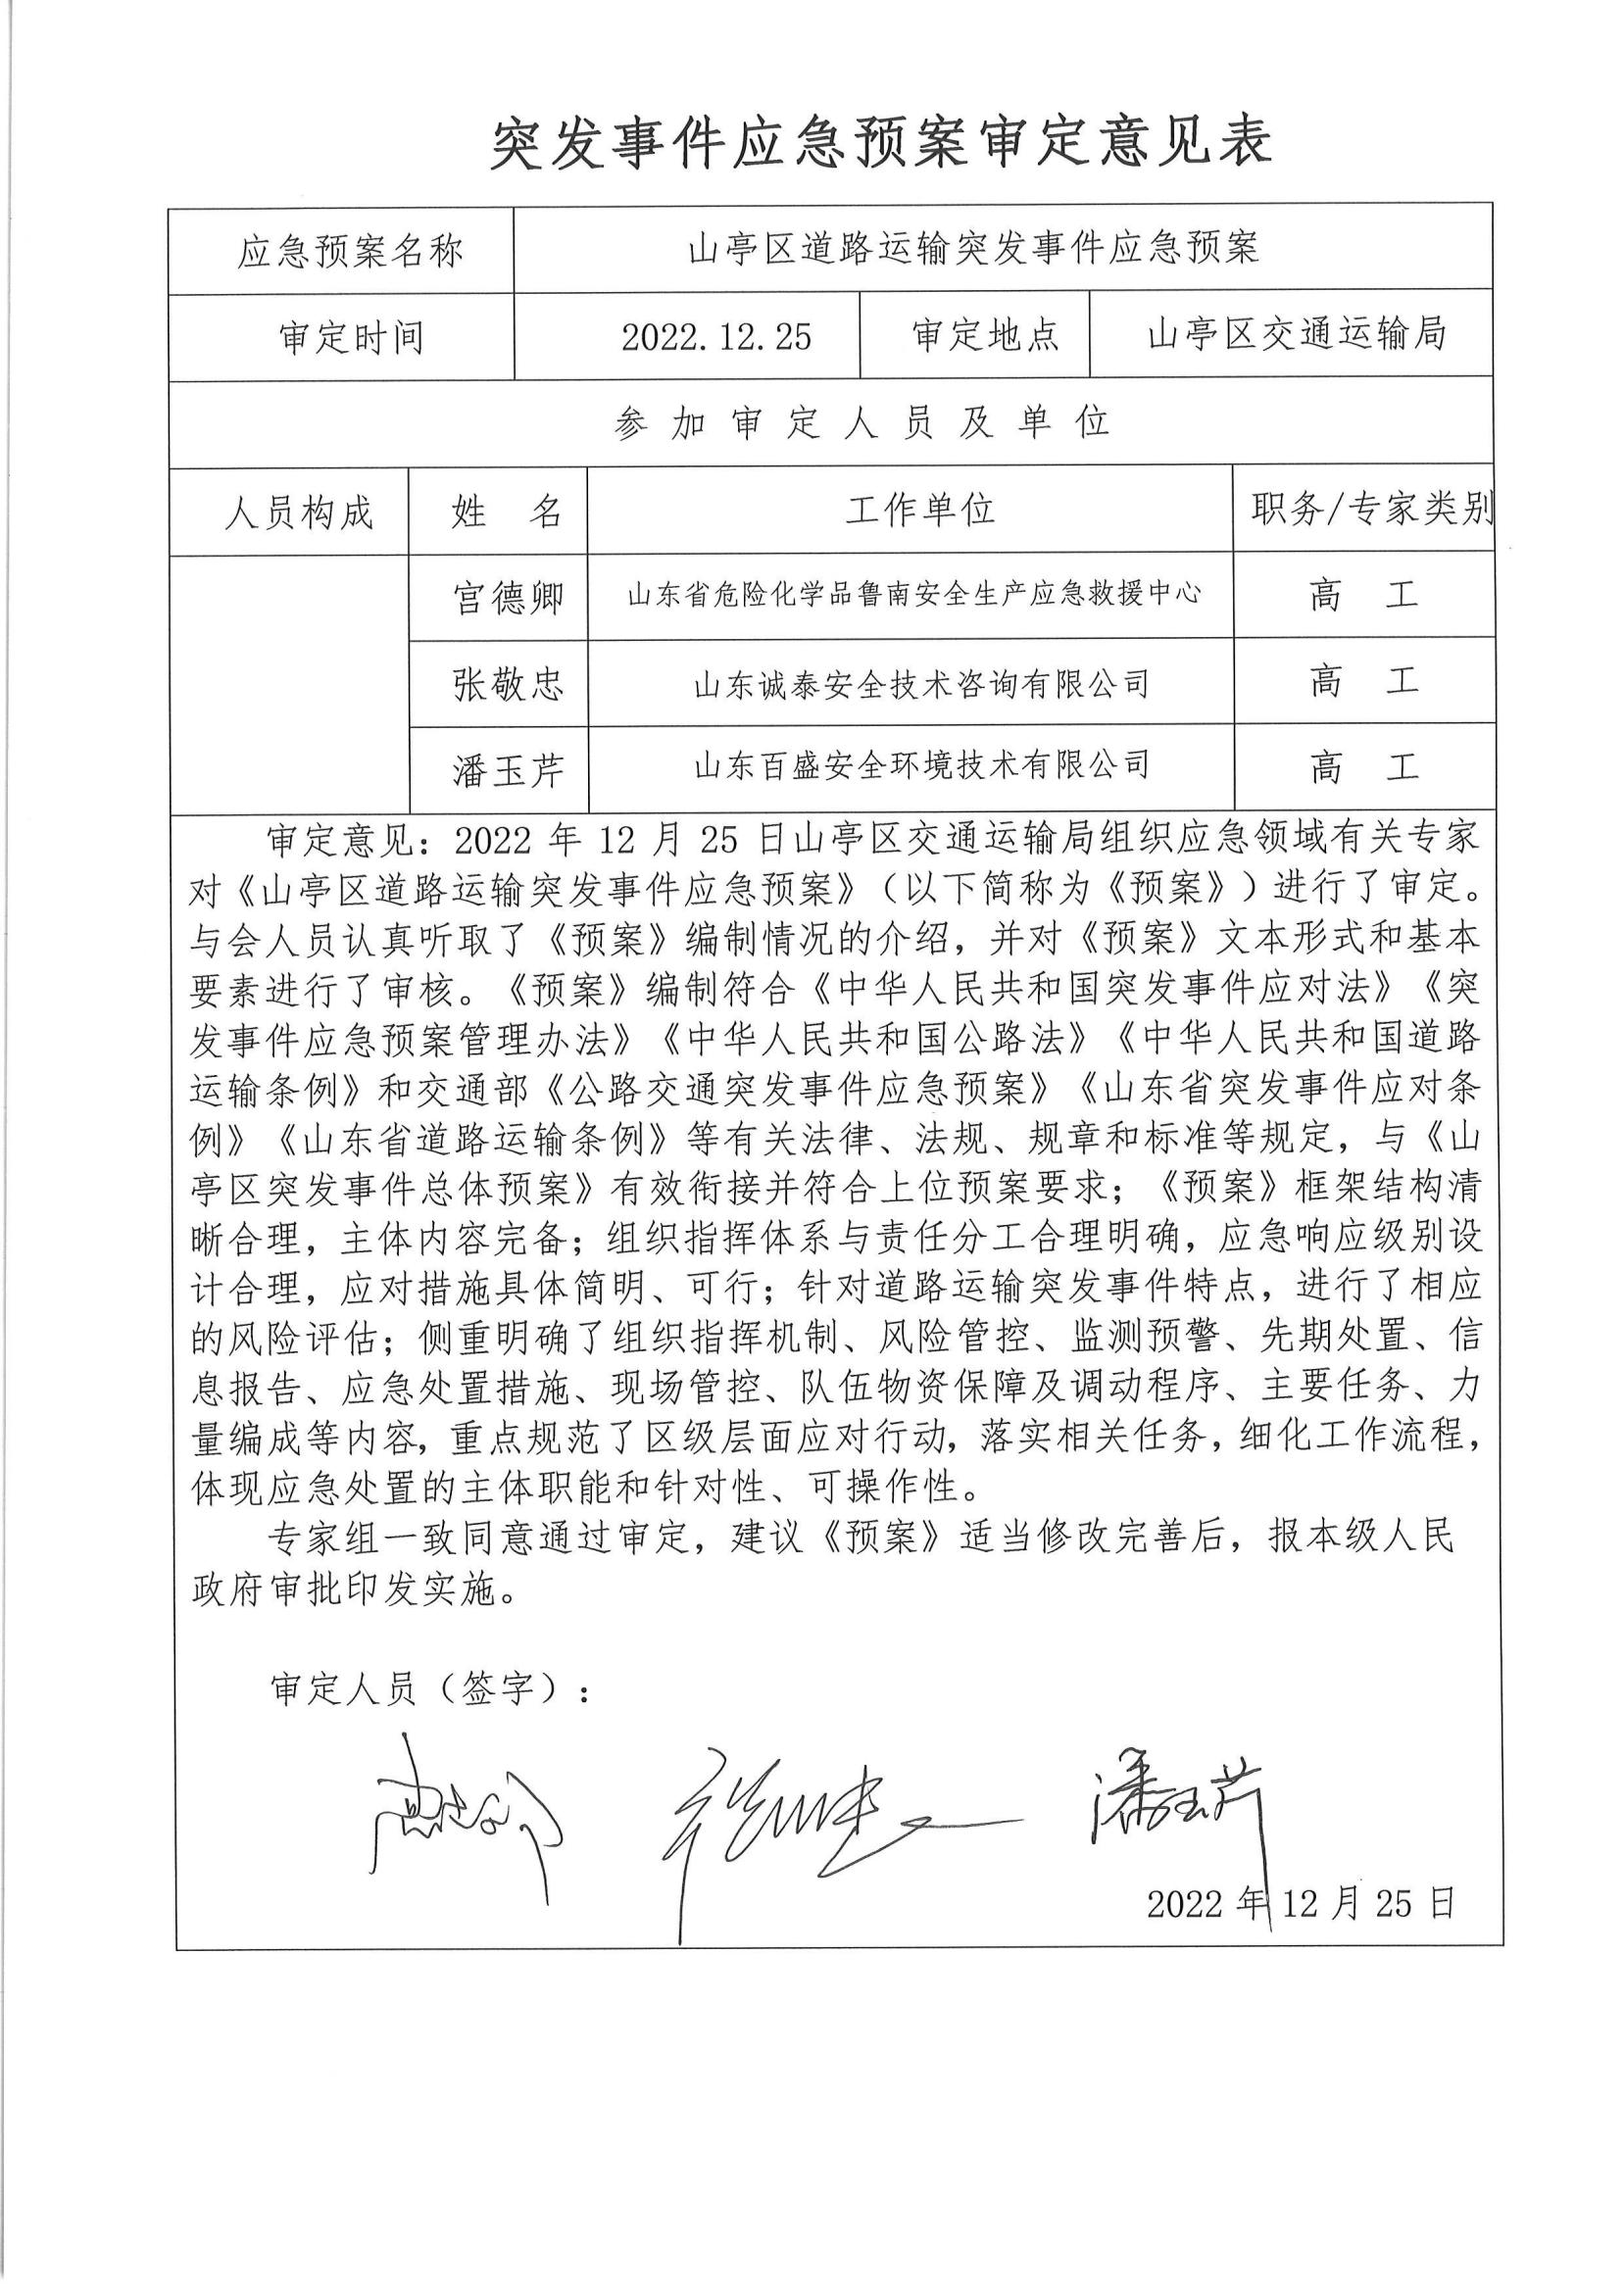 突发事件应急预案审定意见表
应急预案名称 山亭区道路运输突发事件应急预案
审定时间 2022.12.25 审定地点 山亭区交通运输局
参加审定人员及单位
人员构成 姓 名 工作单位 职务/专家类别
宫德卿 山东省危险化学品鲁南安全生产应急救援中心 高 工
张敬忠 山东诚泰安全技术咨询有限公司 高 工
潘玉芹 山东百盛安全环境技术有限公司 高 工
审定意见：2022 年 12 月 25 日山亭区交通运输局组织应急领域有关专家
对《山亭区道路运输突发事件应急预案》（以下简称为《预案》）进行了审定。
与会人员认真听取了《预案》编制情况的介绍，并对《预案》文本形式和基本
要素进行了审核。《预案》编制符合《中华人民共和国突发事件应对法》《突
发事件应急预案管理办法》《中华人民共和国公路法》《中华人民共和国道路
运输条例》和交通部《公路交通突发事件应急预案》《山东省突发事件应对条
例》《山东省道路运输条例》等有关法律、法规、规章和标准等规定，与《山
亭区突发事件总体预案》有效衔接并符合上位预案要求；《预案》框架结构清
晰合理，主体内容完备；组织指挥体系与责任分工合理明确，应急响应级别设
计合理，应对措施具体简明、可行；针对道路运输突发事件特点，进行了相应
的风险评估；侧重明确了组织指挥机制、风险管控、监测预警、先期处置、信
息报告、应急处置措施、现场管控、队伍物资保障及调动程序、主要任务、力
量编成等内容，重点规范了区级层面应对行动，落实相关任务，细化工作流程，
体现应急处置的主体职能和针对性、可操作性。
专家组一致同意通过审定，建议《预案》适当修改完善后，报本级人民
政府审批印发实施。
审定人员（签字）：
潘玉芹
2022 年 12 月 25 日